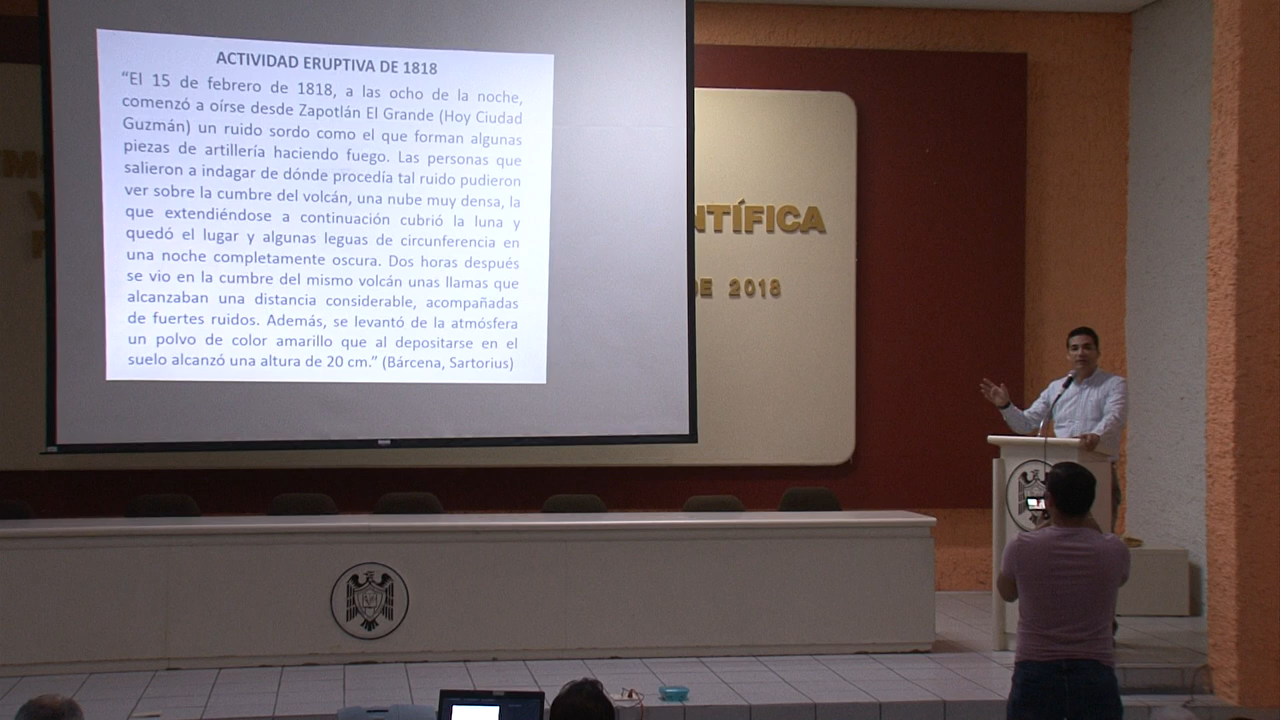 ACTIVIDAD ERUPTIVA DE 1818
“El 15 de febrero de 1818, a las ocho de la noche,
comenzó a oírse desde Zapotlán El Grande (Hoy Ciudad
Guzmán) un ruido sordo como el que forman algunas
piezas de artillería haciendo fuego. Las personas que
salieron a indagar de dónde procedía tal ruido pudieron
ver sobre la cumbre del volcán, una nube muy densa, la
que extendiéndose a continuación cubrió la luna y
quedó el lugar y algunas leguas de circunferencia en
una noche completamente oscura. Dos horas después
se vio en la cumbre del mismo volcán unas llamas que
alcanzaban una distancia considerable, acompañadas
de fuertes ruidos. Además, se levantó de la atmósfera
un polvo de color amarillo que al depositarse en el
suelo alcanzó una altura de 20 cm.” (Bárcena, Sartorius)
NTÍFICA
DE 2018